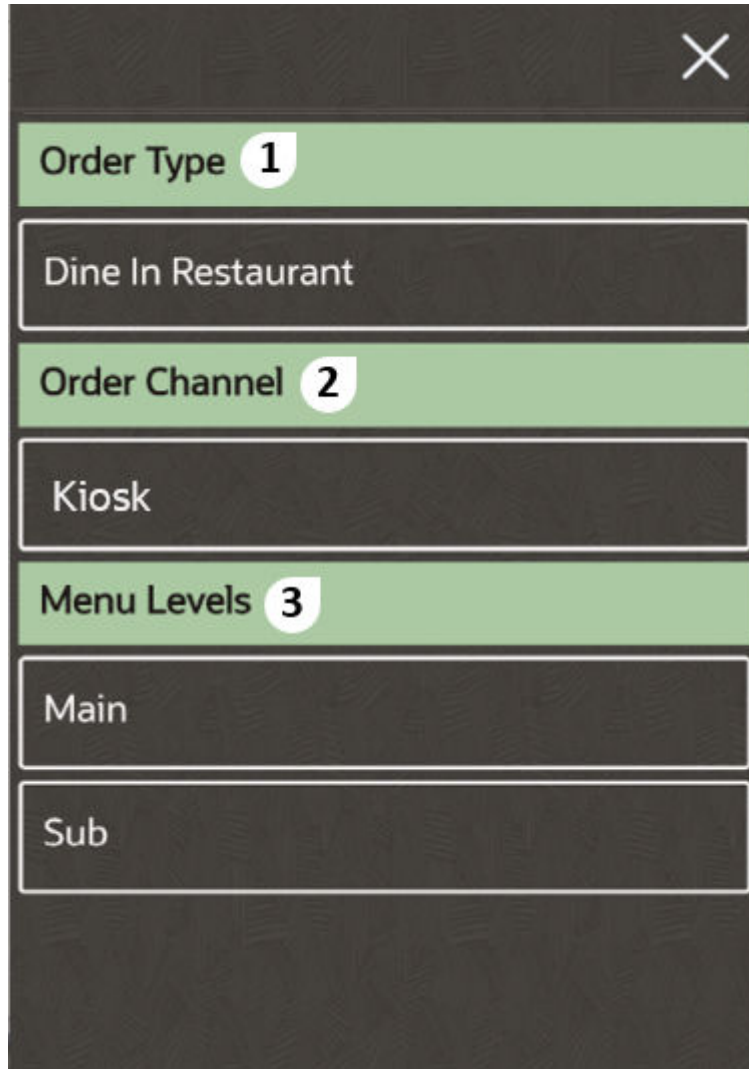 Order Type 1
Dine In Restaurant
Order Channel 2
Kiosk
Menu Levels 3
Main
Sub